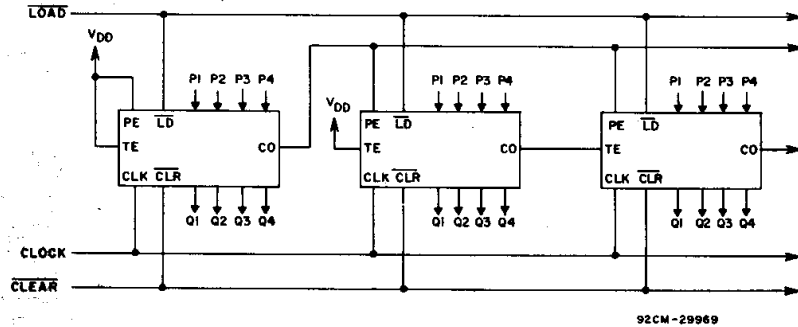 LOAD
VDD
P1 P2 P3 P4
PE LD
TE CO
CLK CLR
Q1 Q2 Q3 Q4
VDD
P1 P2 P3 P4
PE LD
TE CO
CLK CLR
Q1 Q2 Q3 Q4
P1 P2 P3 P4
PE LD
TE CO
CLK CLR
Q1 Q2 Q3 Q4
CLOCK
CLEAR
92CM-29969